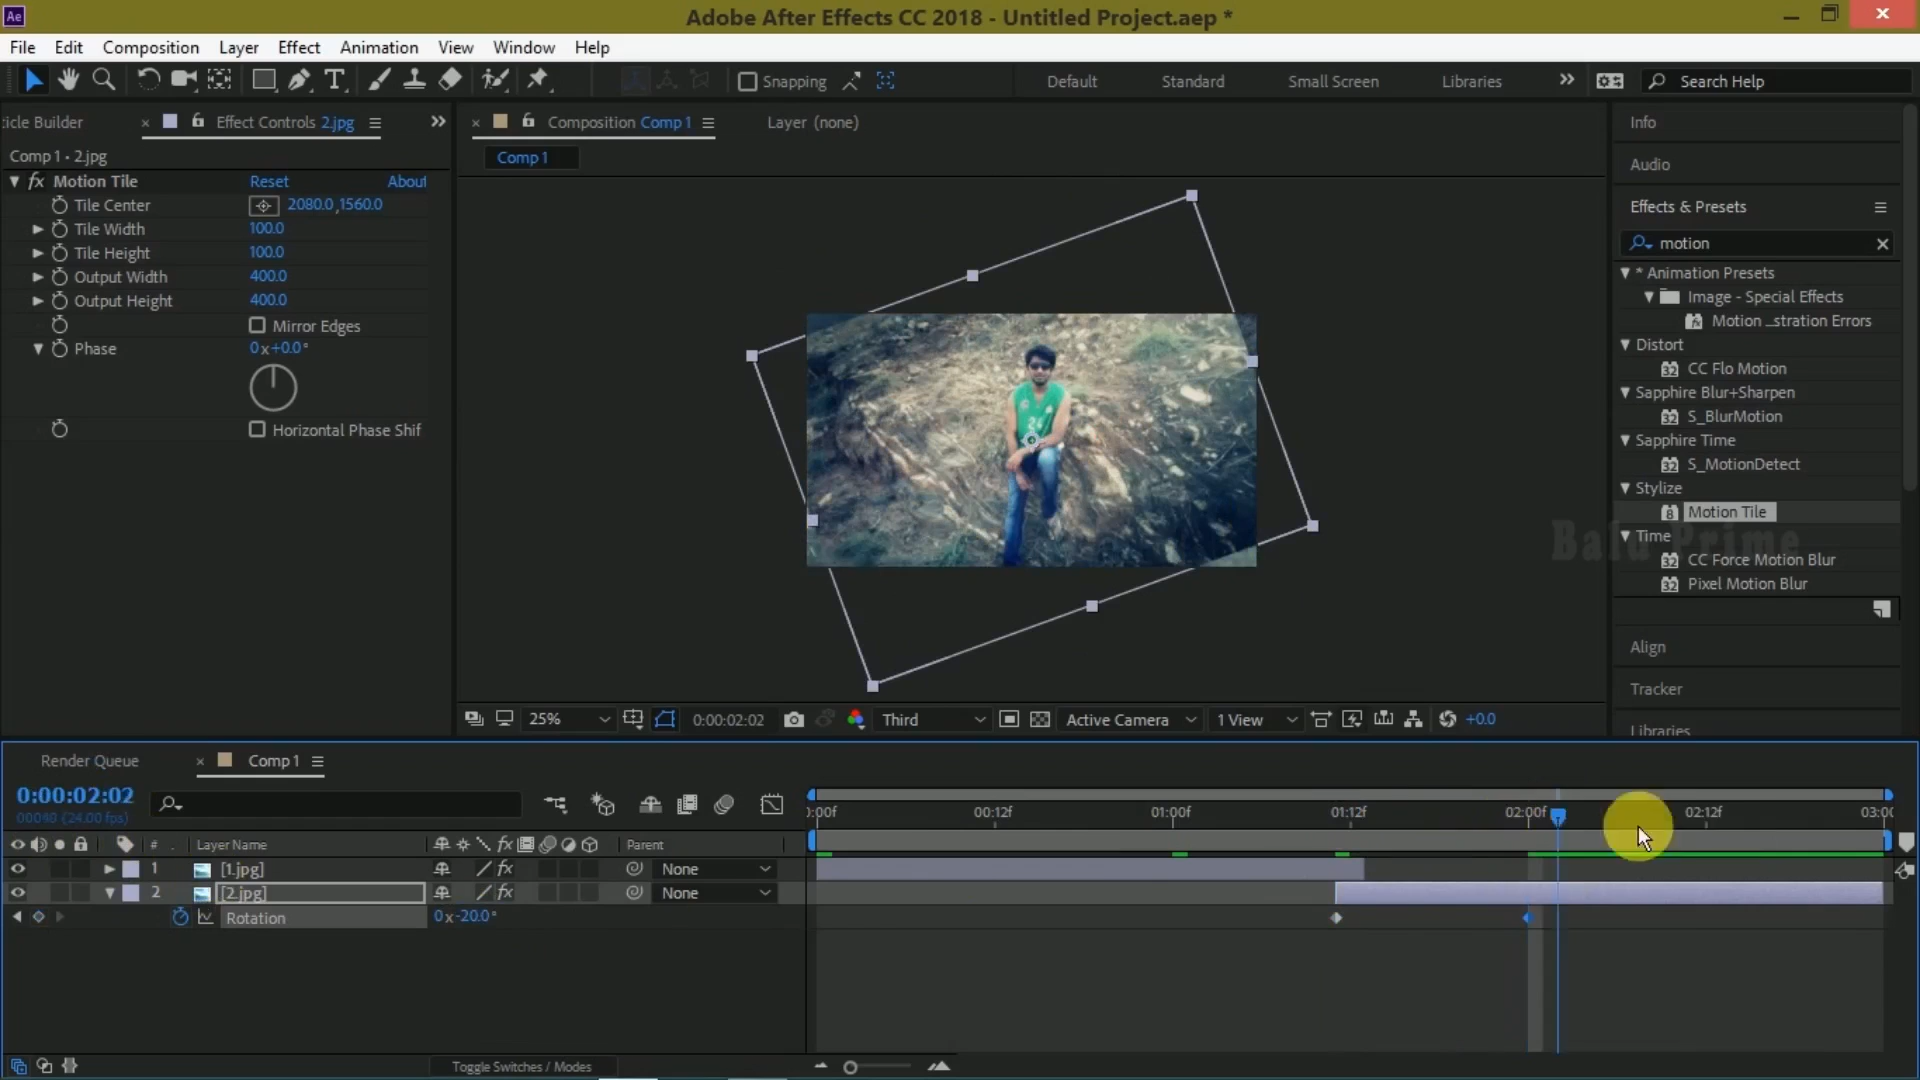 Ae
Adobe After Effects CC 2018 - Untitled Project.aep *
File Edit Composition Layer Effect Animation View Window Help
T Snapping Default Standard Small Screen Libraries Search Help
icle Builder × Effect Controls 2.jpg × Composition Comp 1 Layer (none) Info
Comp 1 • 2.jpg Comp 1 Audio
fx Motion Tile Reset About
Tile Center 2080.0,1560.0 Effects & Presets
Tile Width 100.0
Tile Height 100.0 motion
Output Width 400.0 * Animation Presets
Output Height 400.0 Image - Special Effects
Mirror Edges Motion ...stration Errors
Phase 0x+0.0° Distort
CC Flo Motion
Sapphire Blur+Sharpen
S_BlurMotion
Horizontal Phase Shif Sapphire Time
S_MotionDetect
24
Stylize
Motion Tile
Time
Balu Prime
CC Force Motion Blur
Pixel Motion Blur
Align
Tracker
Libraries
25% 0:00:02:02 Third Active Camera 1 View +0.0
Render Queue × Comp 1
0:00:02:02
00:00f 00:12f 01:00f 01:12f 02:00f 02:12f 03:00
# Layer Name fx Parent
1 [1.jpg] fx None
2 [2.jpg] fx None
Rotation 0x-20.0°
Toggle Switches / Modes